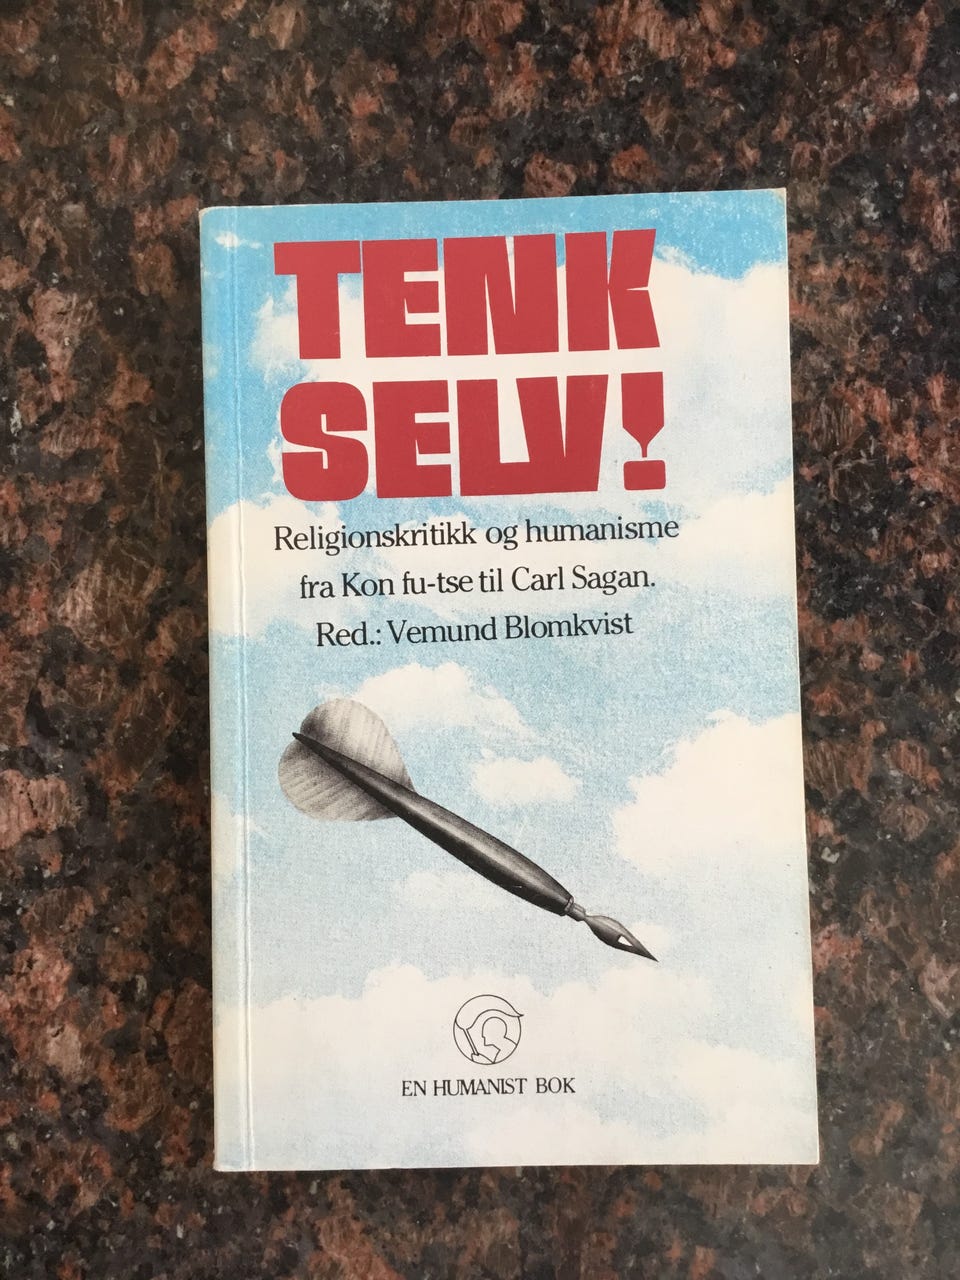 TENK
SELV!
Religionskritikk og humanisme
fra Kon fu-tse til Carl Sagan.
Red.: Vemund Blomkvist
EN HUMANIST BOK